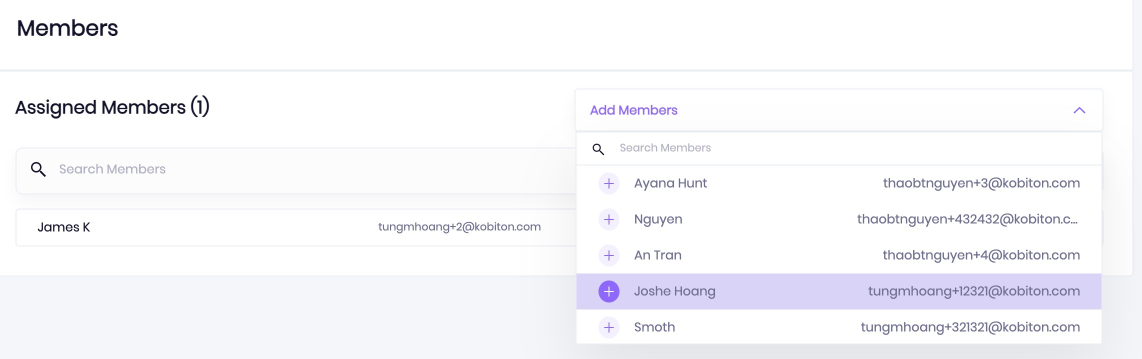 Members
Assigned Members (1)
Add Members
Search Members
Search Members
Ayana Hunt thaobtnguyen+3@kobiton.com
Nguyen thaobtnguyen+432432@kobiton.c...
James K tungmhoang+2@kobiton.com
An Tran thaobtnguyen+4@kobiton.com
Joshe Hoang tungmhoang+12321@kobiton.com
Smoth tungmhoang+321321@kobiton.com